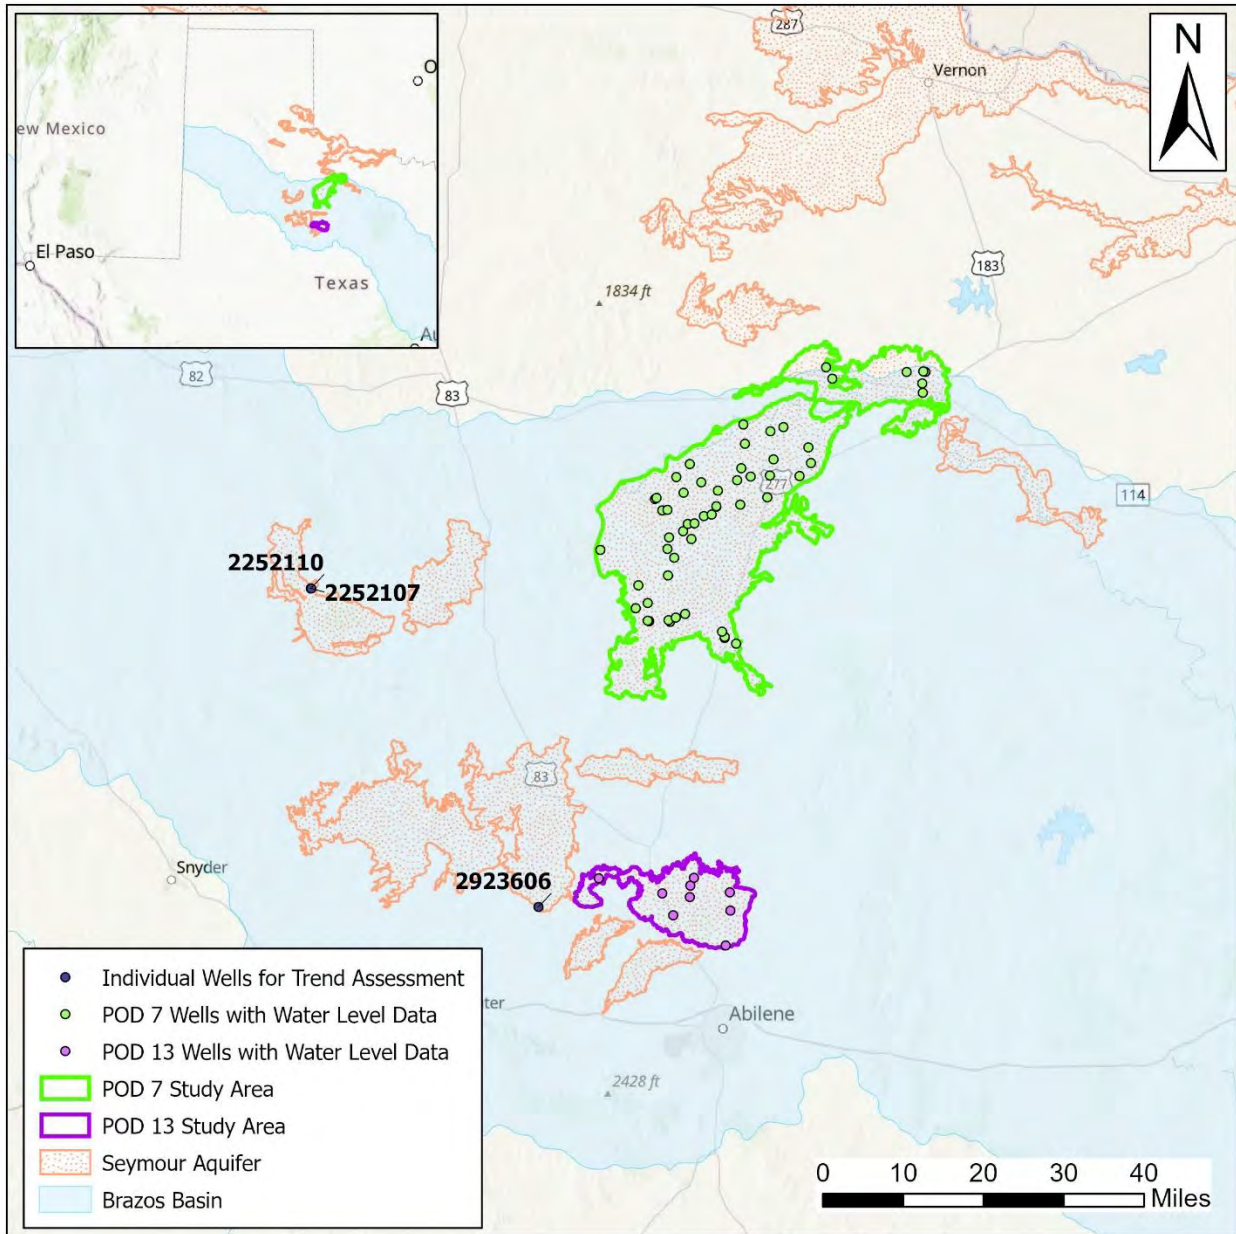 287
N
Vernon
O
ew Mexico
El Paso
Texas
Au
183
1834 ft
82
83
277
114
2252110
2252107
83
Snyder
2923606
ter
Abilene
2428 ft
Individual Wells for Trend Assessment
POD 7 Wells with Water Level Data
POD 13 Wells with Water Level Data
POD 7 Study Area
POD 13 Study Area
Seymour Aquifer
Brazos Basin
0 10 20 30 40
Miles